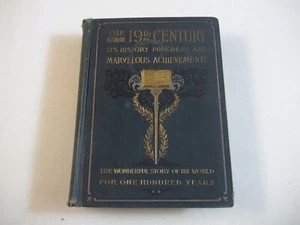 THE 19th CENTURY
ITS HISTORY PROGRESS AND
MARVELOUS ACHIEVEMENTS
THE WONDERFUL STORY OF THE WORLD
FOR ONE HUNDRED YEARS